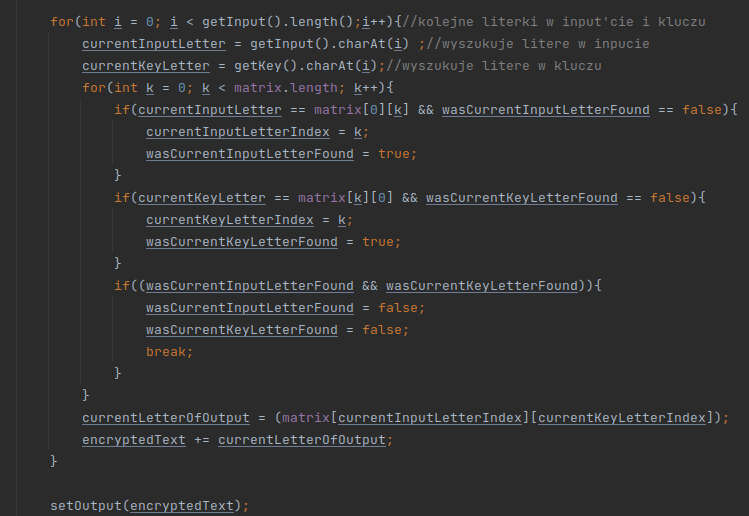 for(int i = 0; i < getInput().length();i++){//kolejne literki w input'cie i kluczu
    currentInputLetter = getInput().charAt(i) ;//wyszukuje litere w inpucie
    currentKeyLetter = getKey().charAt(i);//wyszukuje litere w kluczu
    for(int k = 0; k < matrix.length; k++){
        if(currentInputLetter == matrix[0][k] && wasCurrentInputLetterFound == false){
            currentInputLetterIndex = k;
            wasCurrentInputLetterFound = true;
        }
        if(currentKeyLetter == matrix[k][0] && wasCurrentKeyLetterFound == false){
            currentKeyLetterIndex = k;
            wasCurrentKeyLetterFound = true;
        }
        if((wasCurrentInputLetterFound && wasCurrentKeyLetterFound)){
            wasCurrentInputLetterFound = false;
            wasCurrentKeyLetterFound = false;
            break;
        }
    }
    currentLetterOfOutput = (matrix[currentInputLetterIndex][currentKeyLetterIndex]);
    encryptedText += currentLetterOfOutput;
}

setOutput(encryptedText);